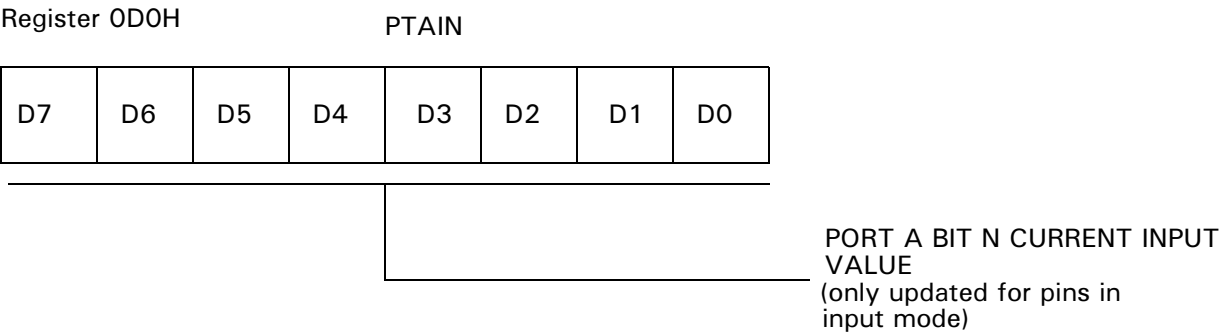 Register 0D0H
PTAIN
D7 D6 D5 D4 D3 D2 D1 D0
PORT A BIT N CURRENT INPUT
VALUE
(only updated for pins in
input mode)